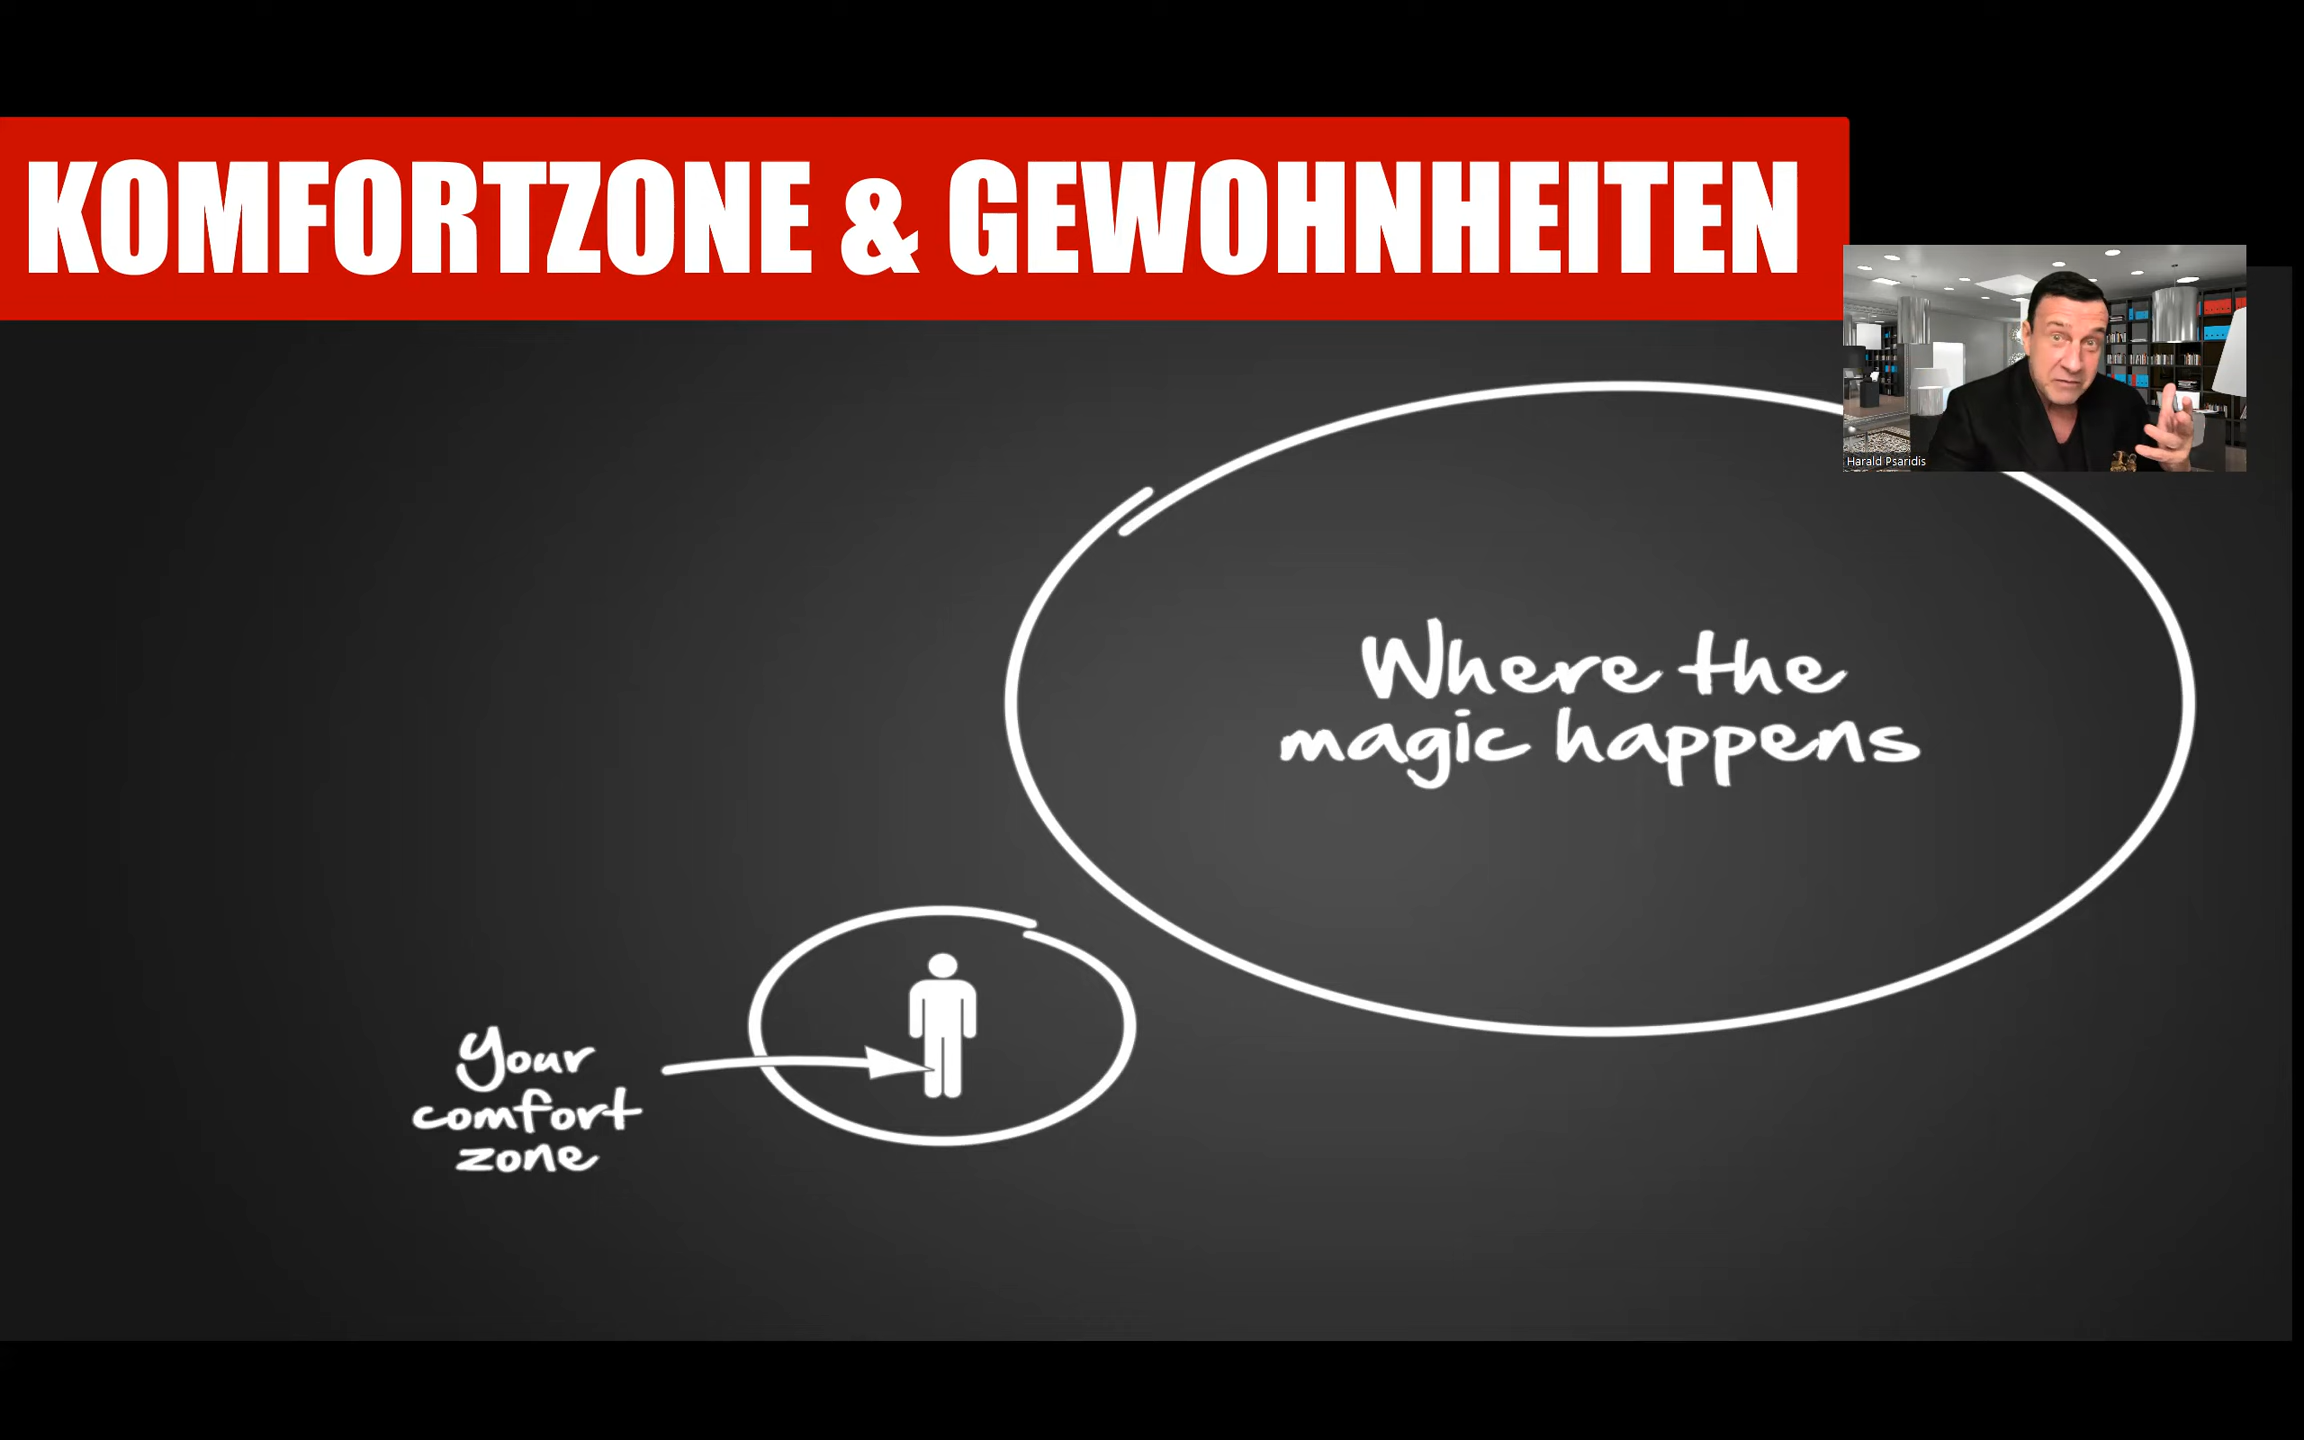 KOMFORTZONE & GEWOHNHEITEN
Harald Psaridis
Where the
magic happens
Your
comfort
zone